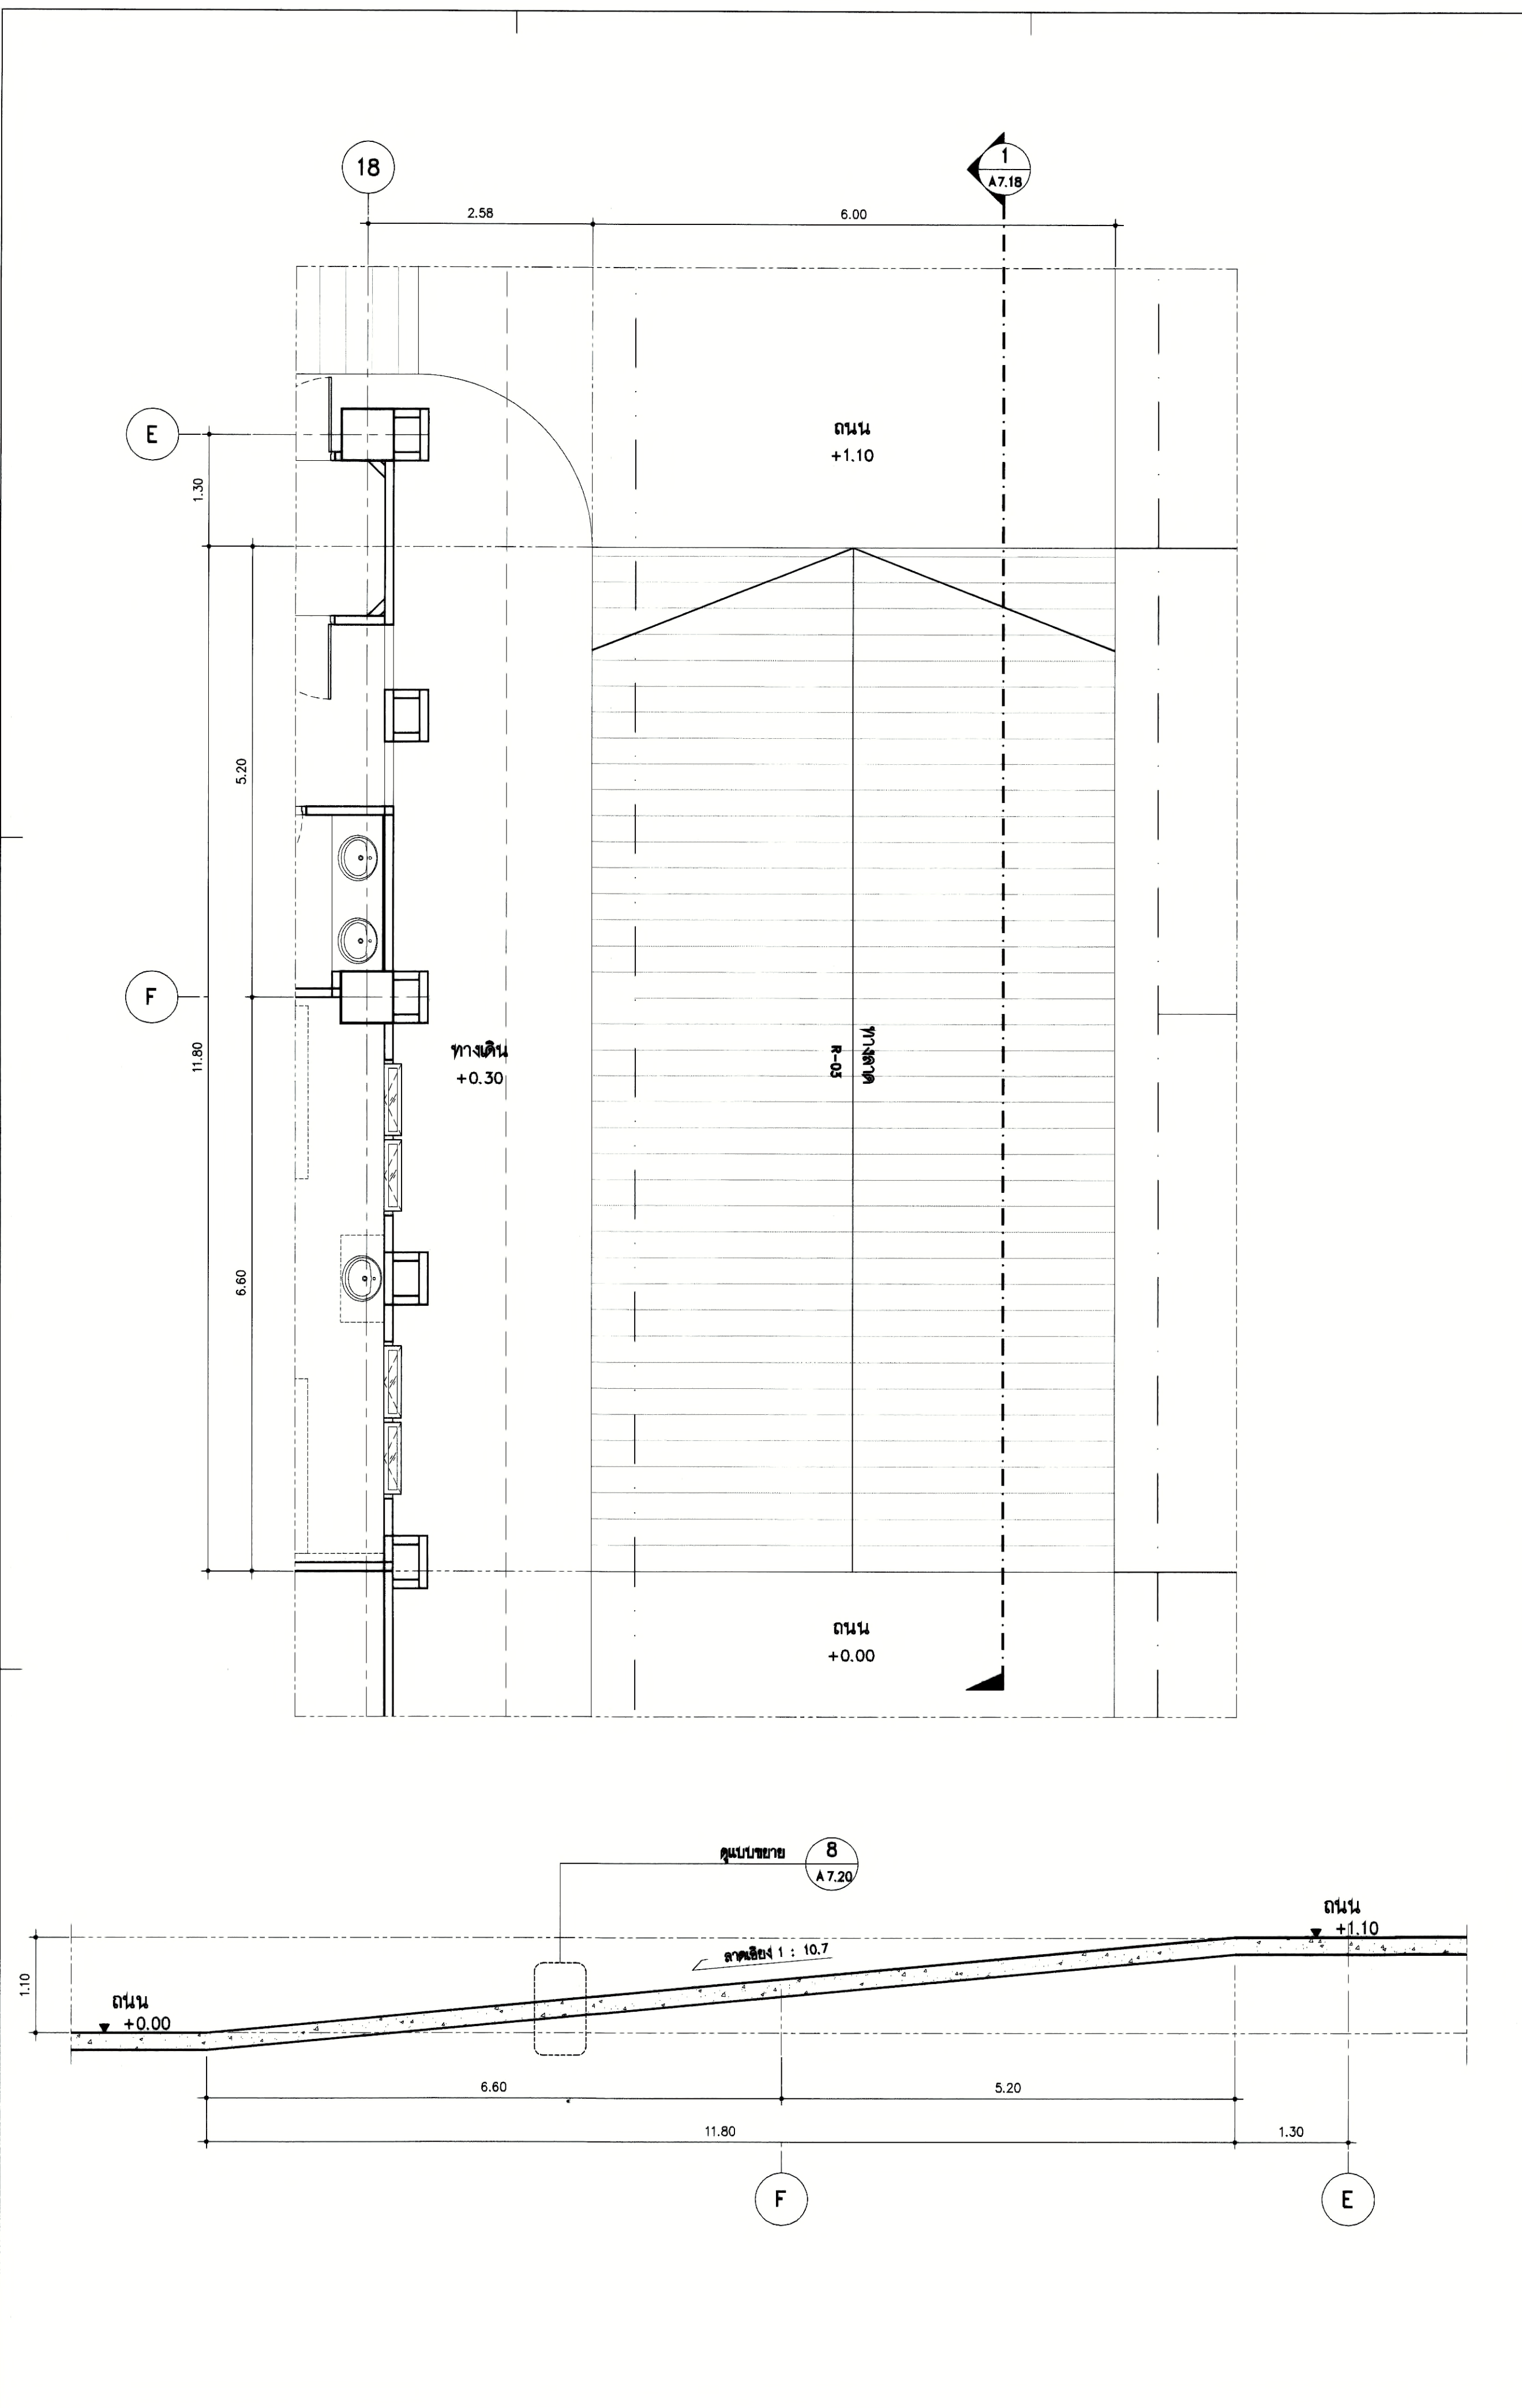 18
1
A7.18
2.58
6.00
E
ถนน
+1.10
1.30
5.20
F
11.80
ทางเดิน
+0.30
ทางลาด
R-03
6.60
ถนน
+0.00
ดูแบบขยาย
8
A7.20
ถนน
+1.10
ลาดเอียง 1 : 10.7
1.10
ถนน
+0.00
6.60
5.20
11.80
1.30
F
E